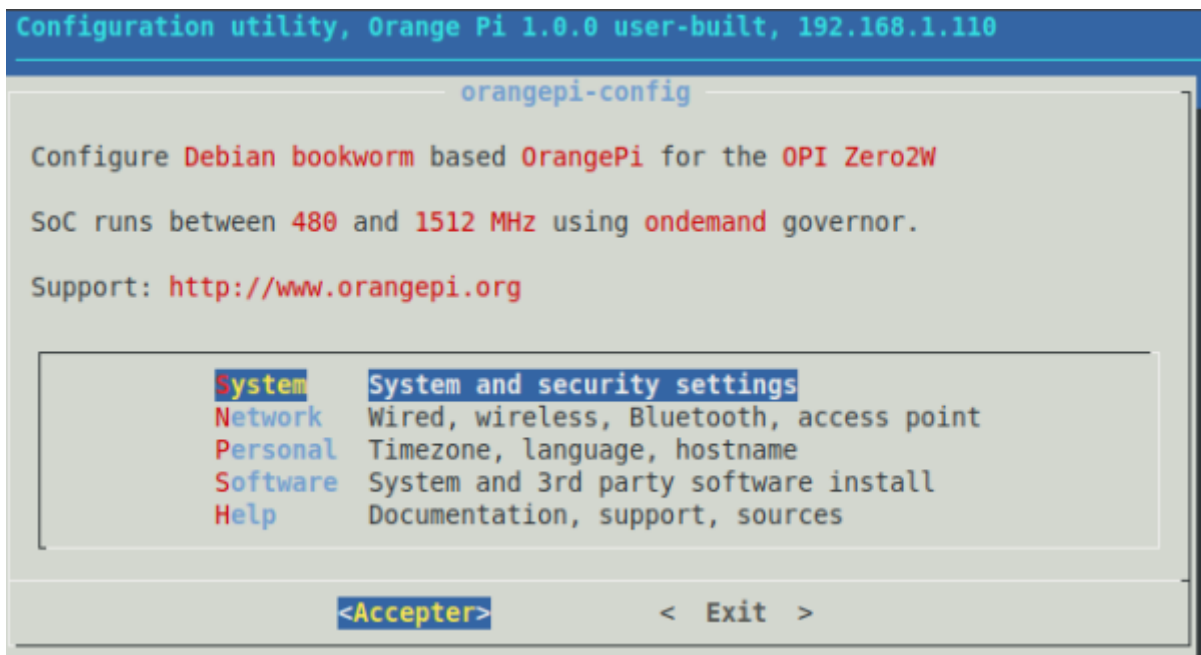 Configuration utility, Orange Pi 1.0.0 user-built, 192.168.1.110
orangepi-config
Configure Debian bookworm based OrangePi for the OPI Zero2W
SoC runs between 480 and 1512 MHz using ondemand governor.
Support: http://www.orangepi.org
System System and security settings
Network Wired, wireless, Bluetooth, access point
Personal Timezone, language, hostname
Software System and 3rd party software install
Help Documentation, support, sources
<Accepter> < Exit >